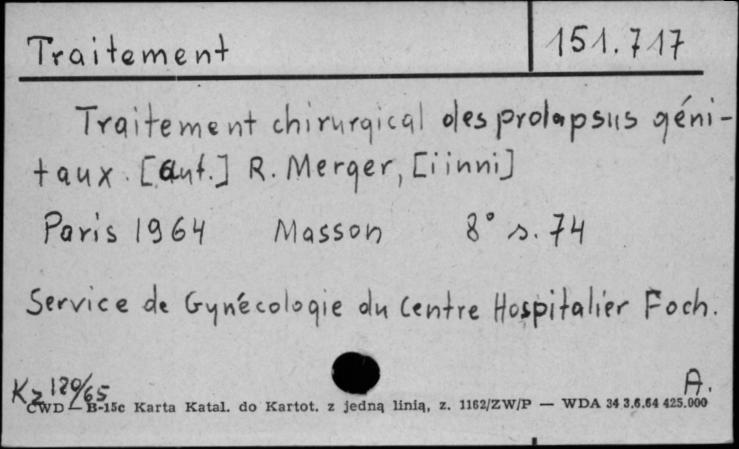 Traitement 151.717
Traitement chirurgical des prolapsus géni-
taux. [Aut.] R. Merger, [i inni]
Paris 1964 Masson 8° s. 74
Service de Gynécologie du Centre Hospitalier Foch.
A.
Kz 120/65
CWD — B-15c Karta Katal. do Kartot. z jedną linią, z. 1162/ZW/P — WDA 34 3.6.64 425.000